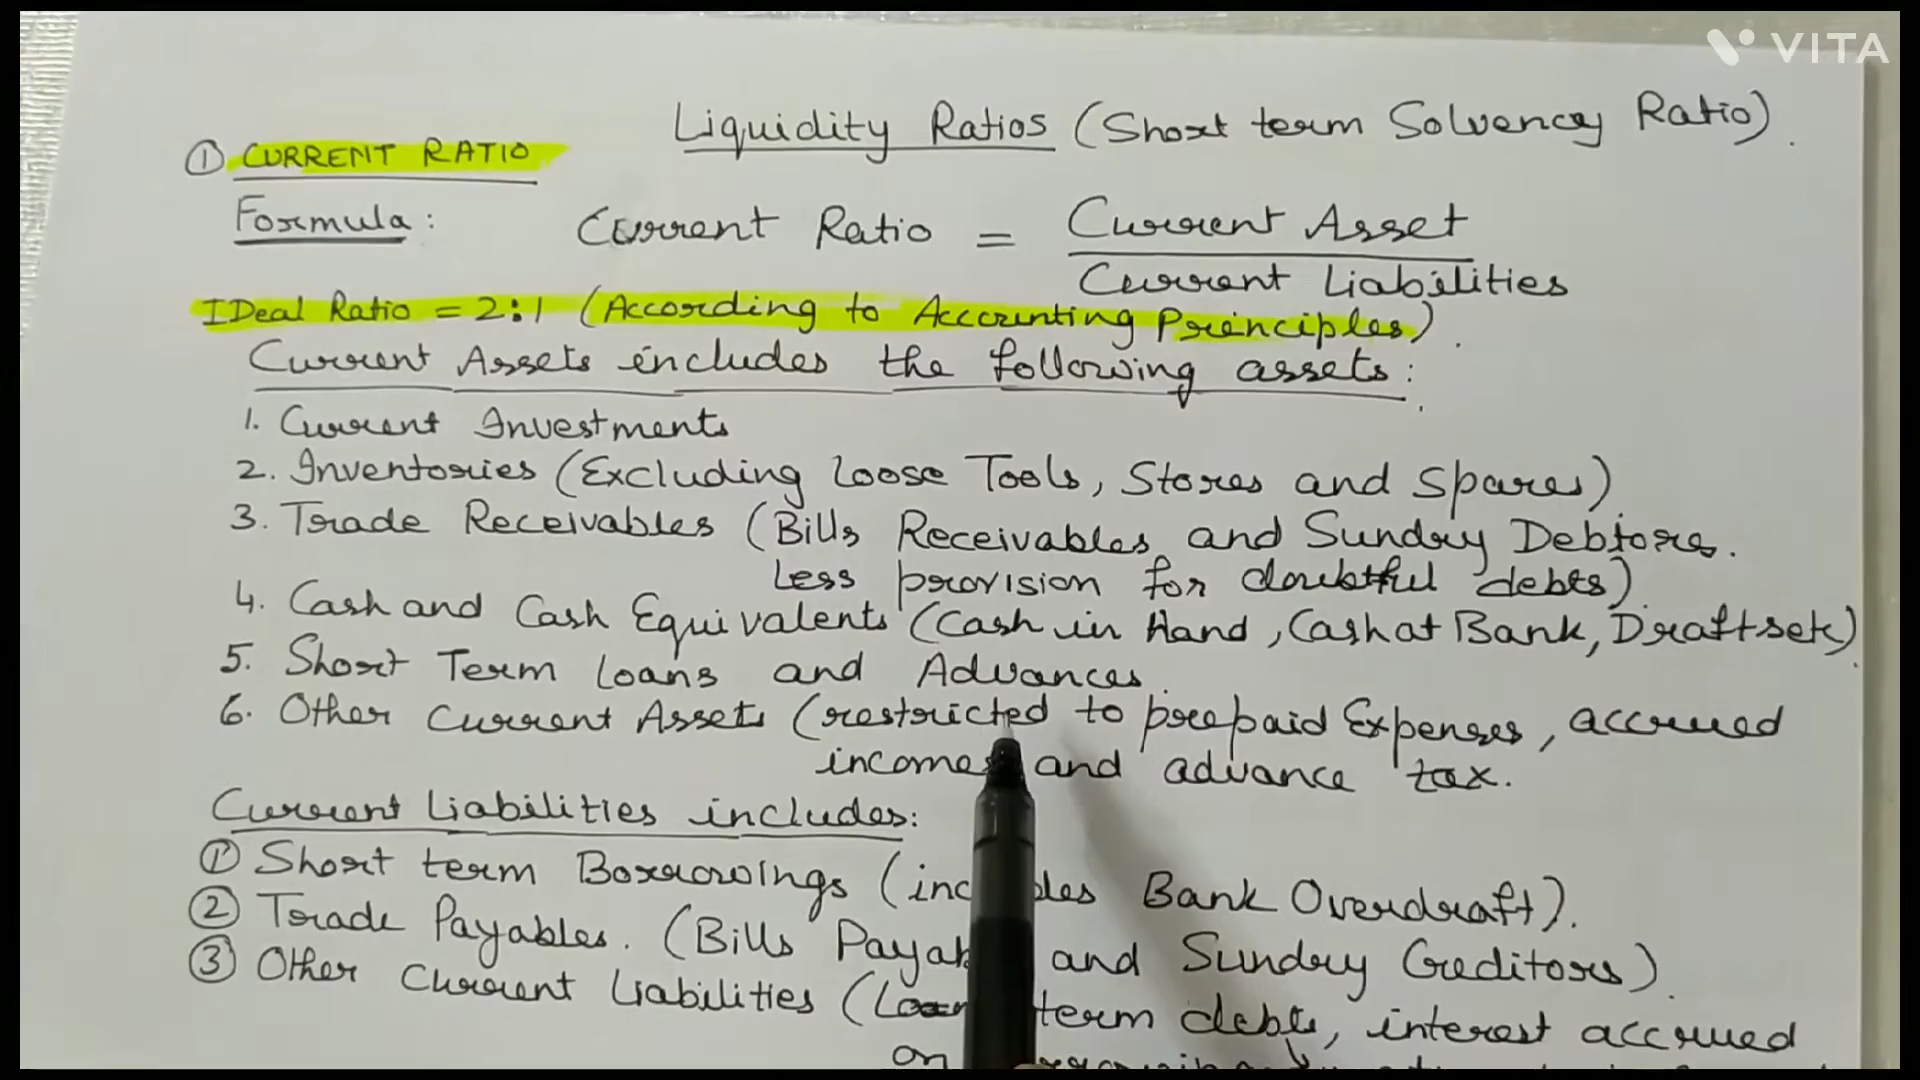 VITA
Liquidity Ratios (Short term Solvency Ratio).
① CURRENT RATIO
Formula: Current Ratio = Current Asset
Current Liabilities
IDeal Ratio = 2:1 (According to Accounting Principles).
Current Assets includes the following assets:
1. Current Investments
2. Inventories (Excluding Loose Tools, Stores and Spares)
3. Trade Receivables (Bills Receivables and Sundry Debtors.
Less provision for doubtful debts).
4. Cash and Cash Equivalents (Cash in Hand, Cash at Bank, Drafts etc).
5. Short Term Loans and Advances.
6. Other Current Assets (restricted to prepaid Expenses, accrued
incomes and advance tax.
Current Liabilities includes:
① Short term Borrowings (includes Bank Overdraft).
② Trade Payables. (Bills Payable and Sundry Creditors).
③ Other Current Liabilities ( term debts, interest accrued
on